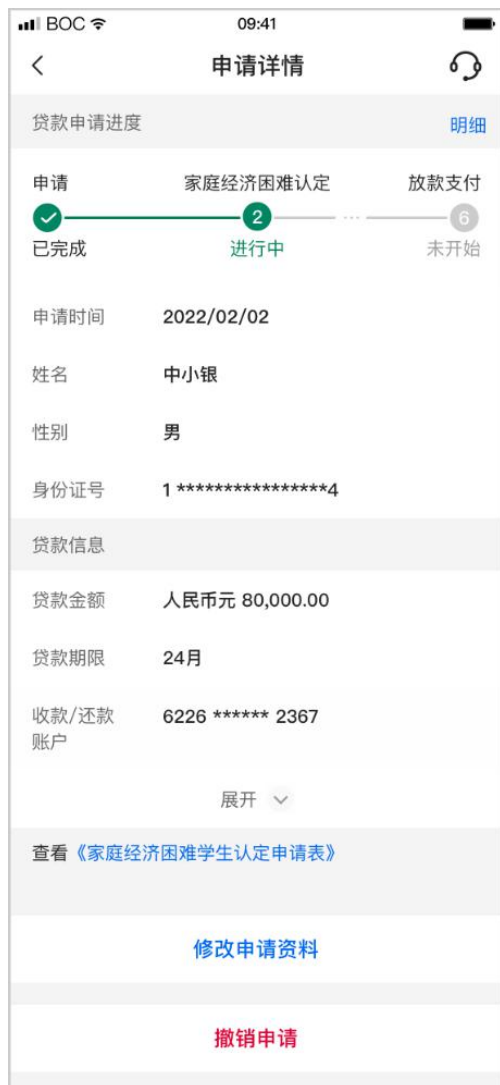 BOC 09:41
申请详情
贷款申请进度 明细
申请 家庭经济困难认定 放款支付
2 ... 6
已完成 进行中 未开始
申请时间 2022/02/02
姓名 中小银
性别 男
身份证号 1 ****************4
贷款信息
贷款金额 人民币元 80,000.00
贷款期限 24月
收款/还款 6226 ****** 2367
账户
展开
查看《家庭经济困难学生认定申请表》
修改申请资料
撤销申请